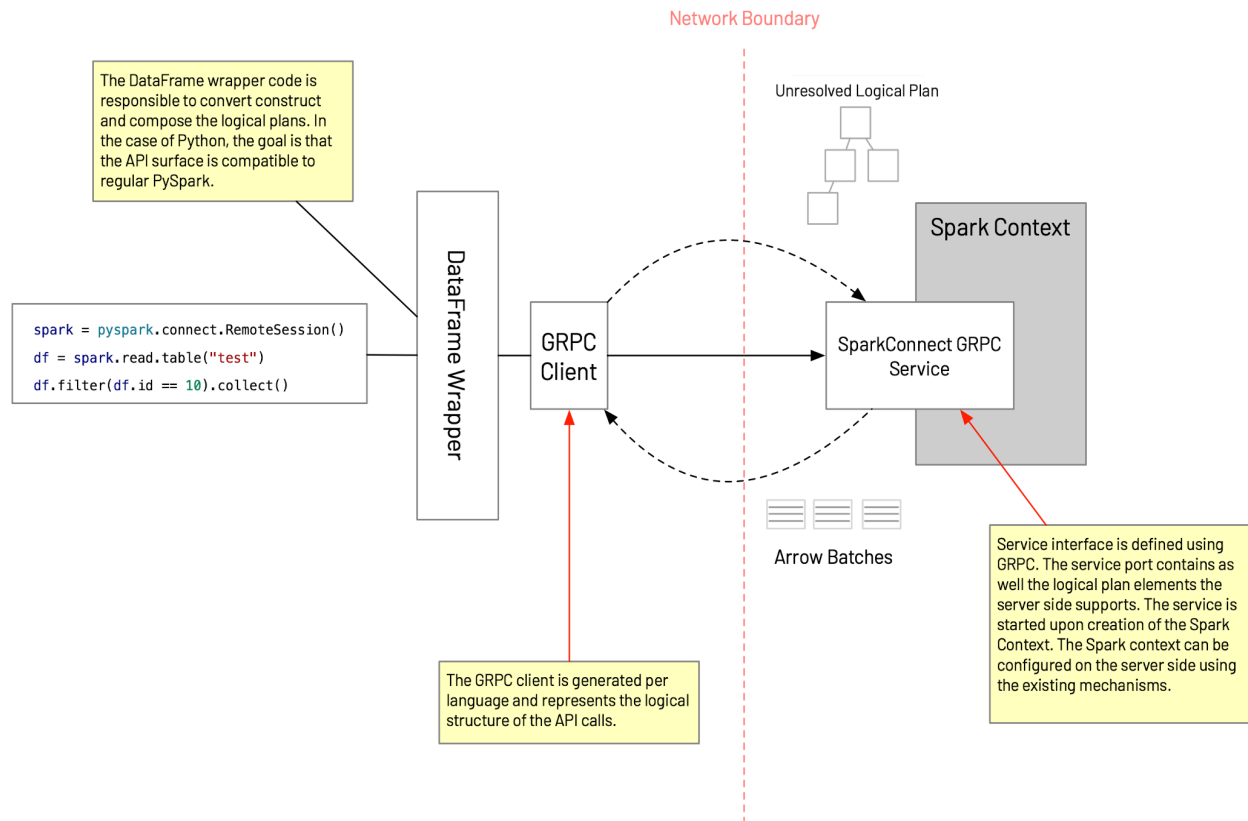 Network Boundary
The DataFrame wrapper code is
responsible to convert construct
and compose the logical plans. In
the case of Python, the goal is that
the API surface is compatible to
regular PySpark.
Unresolved Logical Plan
Spark Context
DataFrame Wrapper
spark = pyspark.connect.RemoteSession()
df = spark.read.table("test")
df.filter(df.id == 10).collect()
GRPC
Client
SparkConnect GRPC
Service
Arrow Batches
Service interface is defined using
GRPC. The service port contains as
well the logical plan elements the
server side supports. The service is
started upon creation of the Spark
Context. The Spark context can be
configured on the server side using
the existing mechanisms.
The GRPC client is generated per
language and represents the logical
structure of the API calls.